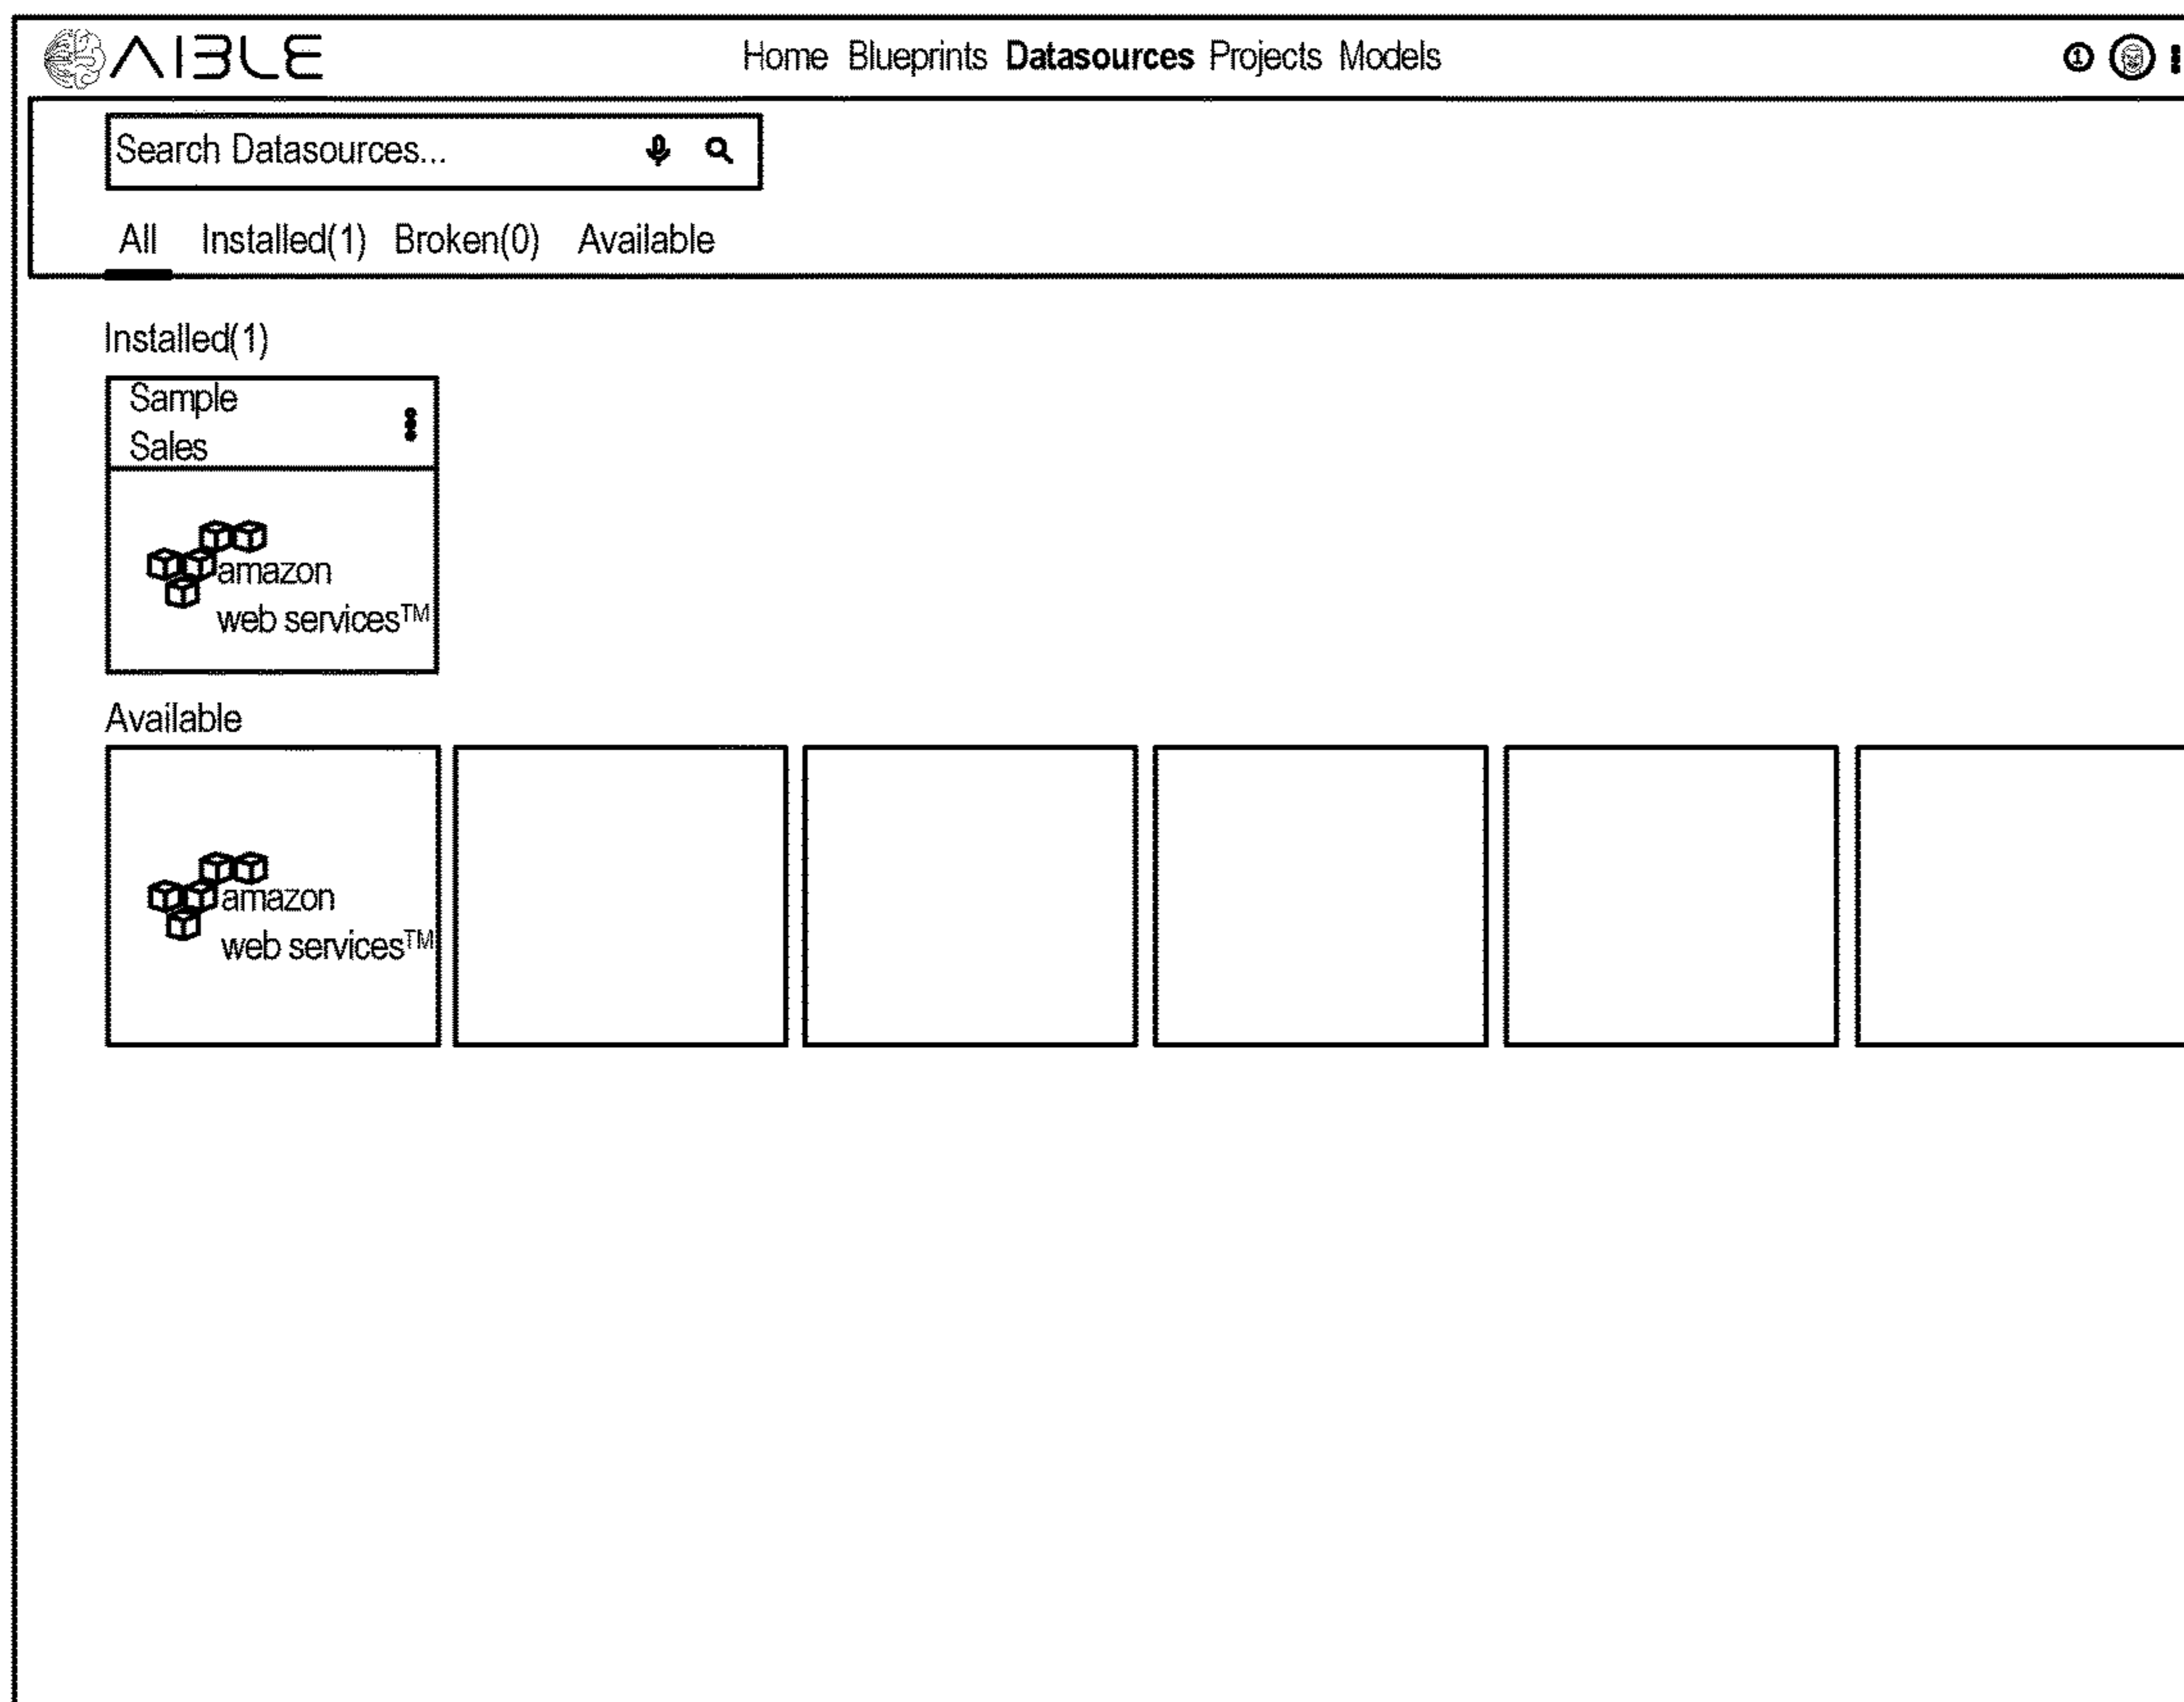 AIBLE
Home Blueprints Datasources Projects Models
1
Search Datasources...
All Installed(1) Broken(0) Available
Installed(1)
Sample
Sales
amazon
web services™
Available
amazon
web services™